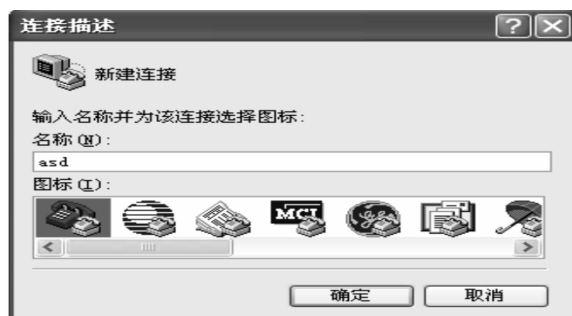 连接描述
新建连接
输入名称并为该连接选择图标:
名称(N):
asd
图标(I):
MCI
确定 取消